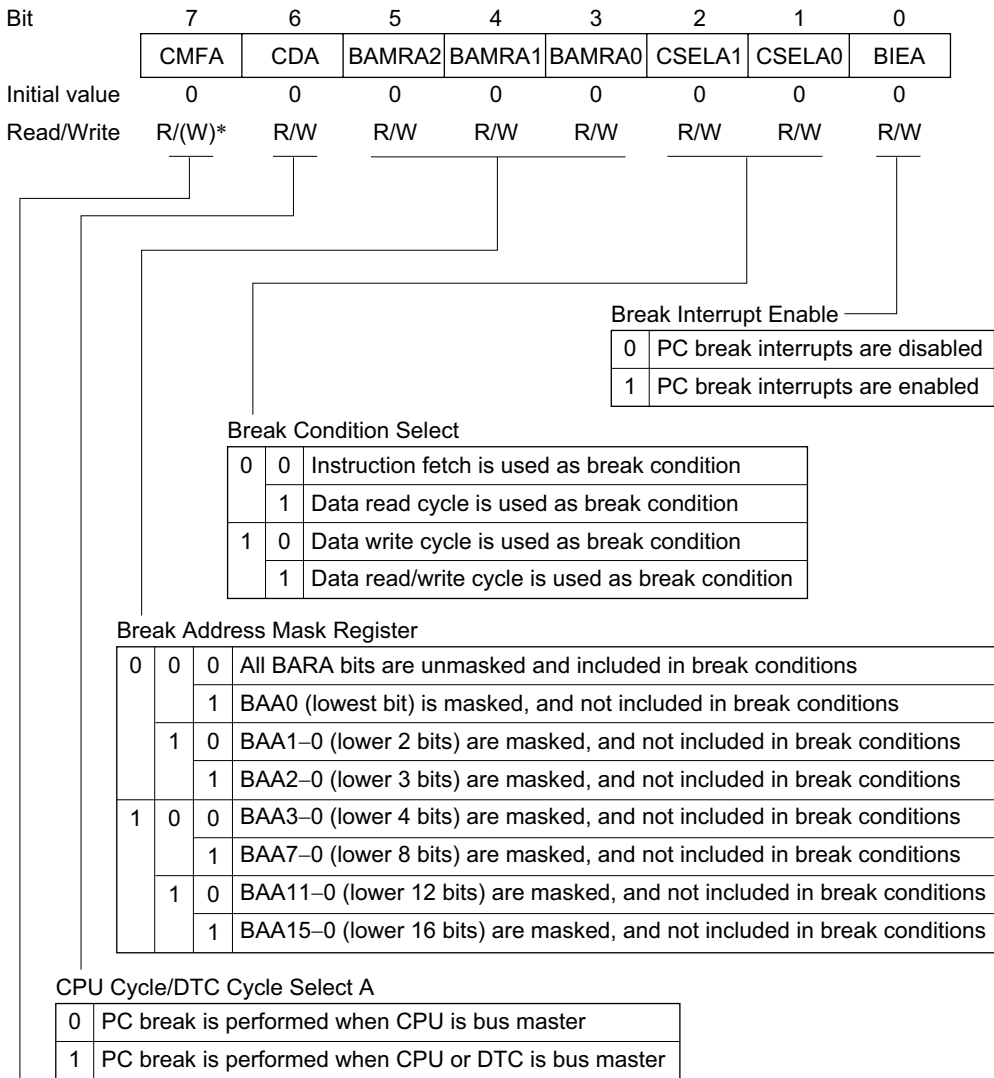 Bit 7 6 5 4 3 2 1 0
CMFA CDA BAMRA2 BAMRA1 BAMRA0 CSELA1 CSELA0 BIEA
Initial value 0 0 0 0 0 0 0 0
Read/Write R/(W)* R/W R/W R/W R/W R/W R/W R/W
Break Interrupt Enable
0 PC break interrupts are disabled
1 PC break interrupts are enabled
Break Condition Select
0 0 Instruction fetch is used as break condition
1 Data read cycle is used as break condition
1 0 Data write cycle is used as break condition
1 Data read/write cycle is used as break condition
Break Address Mask Register
0 0 0 All BARA bits are unmasked and included in break conditions
1 BAA0 (lowest bit) is masked, and not included in break conditions
1 0 BAA1–0 (lower 2 bits) are masked, and not included in break conditions
1 BAA2–0 (lower 3 bits) are masked, and not included in break conditions
1 0 0 BAA3–0 (lower 4 bits) are masked, and not included in break conditions
1 BAA7–0 (lower 8 bits) are masked, and not included in break conditions
1 0 BAA11–0 (lower 12 bits) are masked, and not included in break conditions
1 BAA15–0 (lower 16 bits) are masked, and not included in break conditions
CPU Cycle/DTC Cycle Select A
0 PC break is performed when CPU is bus master
1 PC break is performed when CPU or DTC is bus master